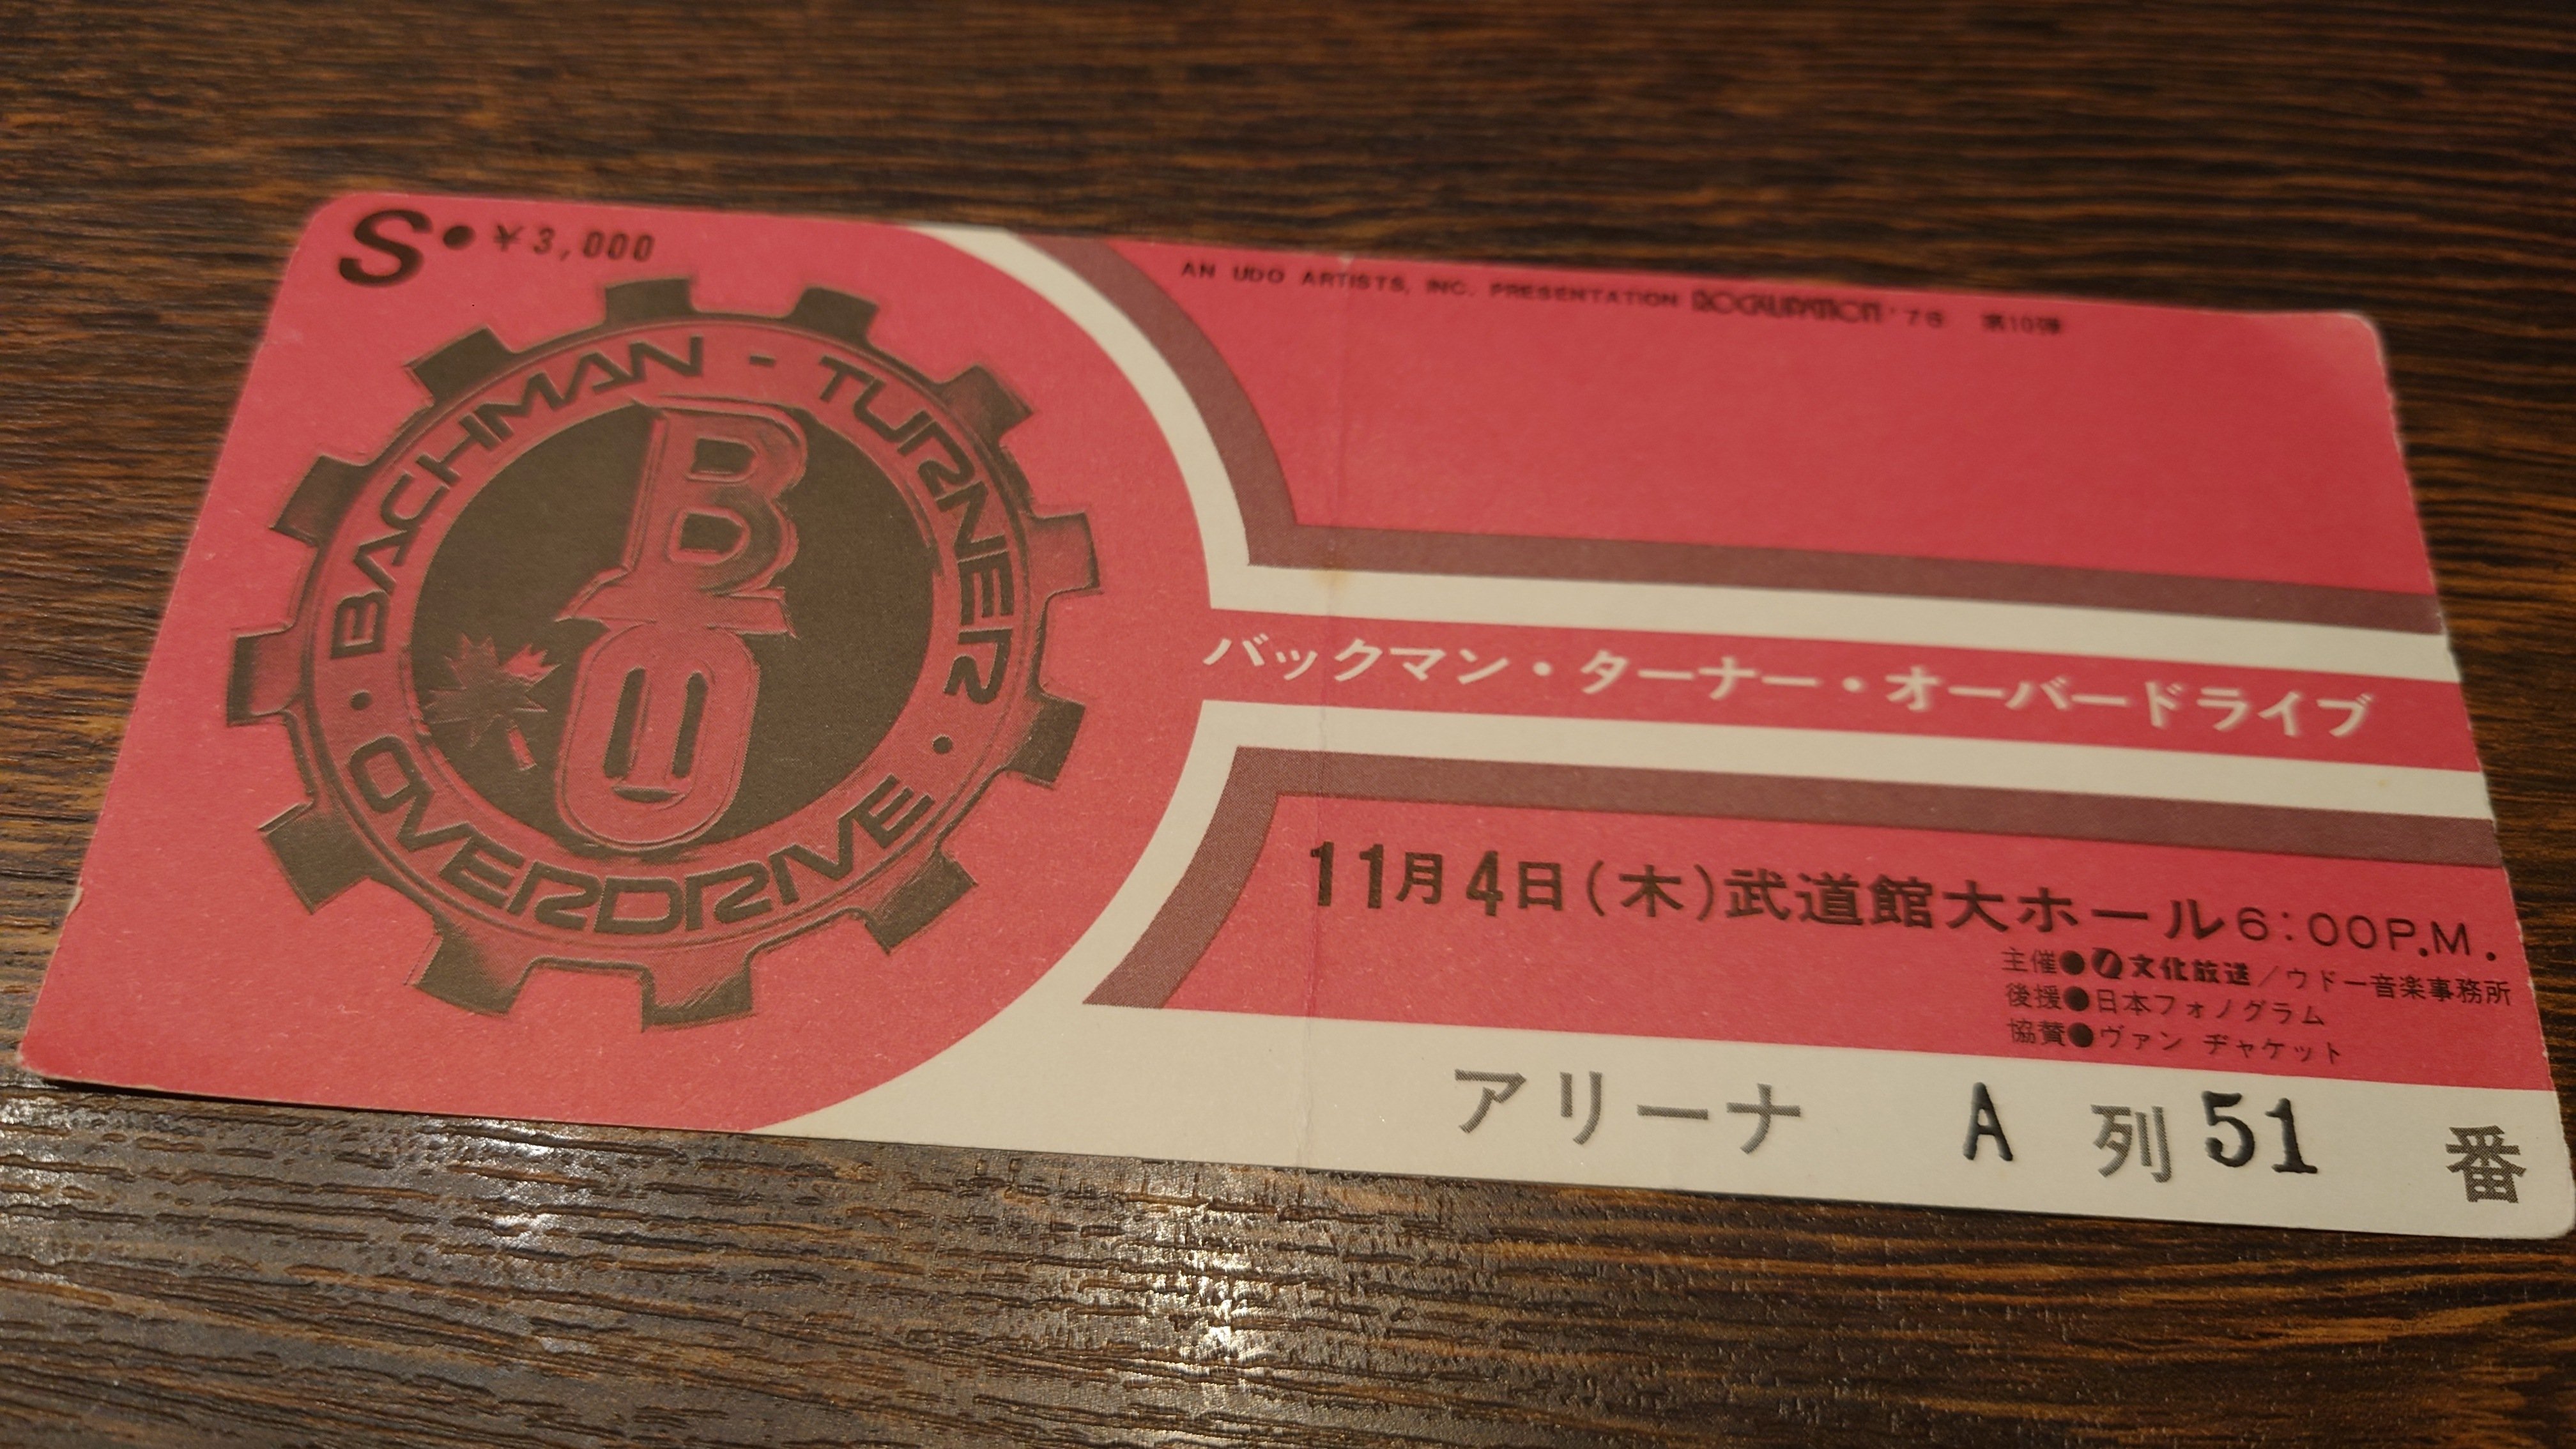 S●¥3,000
AN UDO ARTISTS, INC. PRESENTATION ROCKUPATION '76 第10弾
BACHMAN - TURNER
BTO
・OVERDRIVE・
バックマン・ターナー・オーバードライブ
11月4日(木)武道館大ホール6:00P.M.
主催●文化放送/ウドー音楽事務所
後援●日本フォノグラム
協賛●ヴァン ヂャケット
アリーナ A 列 51 番